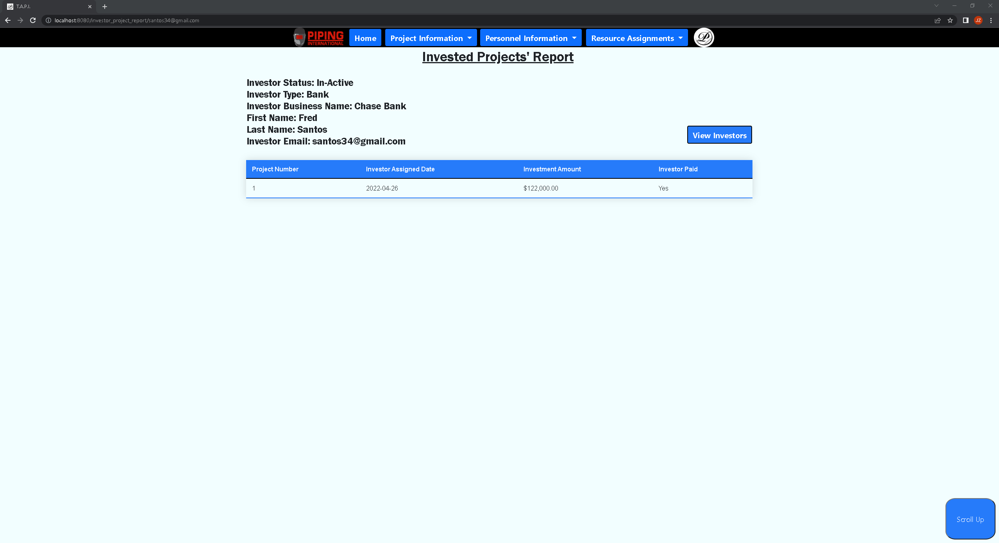 T.A.P.I.
localhost:8080/investor_project_report/santos34@gmail.com
JZ
PIPING
INTERNATIONAL
Home
Project Information
Personnel Information
Resource Assignments
Invested Projects' Report
Investor Status: In-Active
Investor Type: Bank
Investor Business Name: Chase Bank
First Name: Fred
Last Name: Santos
Investor Email: santos34@gmail.com
View Investors
Project Number Investor Assigned Date Investment Amount Investor Paid
1 2022-04-26 $122,000.00 Yes
Scroll Up